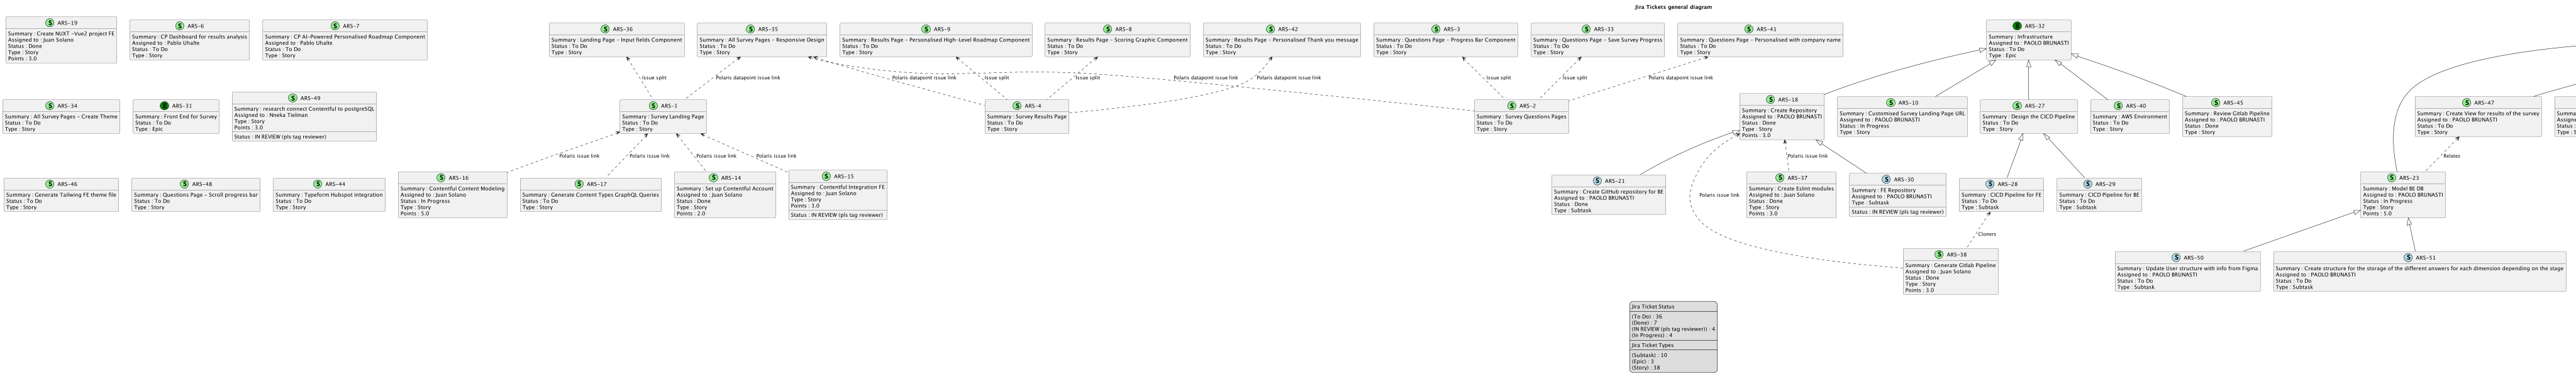 Jira Tickets general diagram
S ARS-19
Summary : Create NUXT -Vue2 project FE
Assigned to : Juan Solano
Status : Done
Type : Story
Points : 3.0
S ARS-6
Summary : CP Dashboard for results analysis
Assigned to : Pablo Uhalte
Status : To Do
Type : Story
S ARS-7
Summary : CP AI-Powered Personalised Roadmap Component
Assigned to : Pablo Uhalte
Status : To Do
Type : Story
S ARS-36
Summary : Landing Page - Input fields Component
Status : To Do
Type : Story
S ARS-35
Summary : All Survey Pages - Responsive Design
Status : To Do
Type : Story
S ARS-9
Summary : Results Page - Personalised High-Level Roadmap Component
Status : To Do
Type : Story
S ARS-8
Summary : Results Page - Scoring Graphic Component
Status : To Do
Type : Story
S ARS-42
Summary : Results Page - Personalised Thank you message
Status : To Do
Type : Story
S ARS-3
Summary : Questions Page - Progress Bar Component
Status : To Do
Type : Story
S ARS-33
Summary : Questions Page - Save Survey Progress
Status : To Do
Type : Story
S ARS-41
Summary : Questions Page - Personalised with company name
Status : To Do
Type : Story
ARS-32
Summary : Infrastructure
Assigned to : PAOLO BRUNASTI
Status : To Do
Type : Epic
Issue split
Polaris datapoint issue link
Polaris datapoint issue link
Issue split
Issue split
Polaris datapoint issue link
Polaris datapoint issue link
Issue split
Issue split
Polaris datapoint issue link
S ARS-34
Summary : All Survey Pages - Create Theme
Status : To Do
Type : Story
ARS-31
Summary : Front End for Survey
Status : To Do
Type : Epic
S ARS-49
Summary : research connect Contentful to postgreSQL
Assigned to : Nneka Tielman
Type : Story
Points : 3.0
Status : IN REVIEW (pls tag reviewer)
S ARS-1
Summary : Survey Landing Page
Status : To Do
Type : Story
S ARS-4
Summary : Survey Results Page
Status : To Do
Type : Story
S ARS-2
Summary : Survey Questions Pages
Status : To Do
Type : Story
S ARS-18
Summary : Create Repository
Assigned to : PAOLO BRUNASTI
Status : Done
Type : Story
Points : 3.0
S ARS-10
Summary : Customised Survey Landing Page URL
Assigned to : PAOLO BRUNASTI
Status : In Progress
Type : Story
S ARS-27
Summary : Design the CICD Pipeline
Status : To Do
Type : Story
S ARS-40
Summary : AWS Environment
Status : To Do
Type : Story
S ARS-45
Summary : Review Gitlab Pipeline
Assigned to : PAOLO BRUNASTI
Status : Done
Type : Story
S ARS-47
Summary : Create View for results of the survey
Assigned to : PAOLO BRUNASTI
Status : To Do
Type : Story
Polaris issue link
Polaris issue link
Polaris issue link
Polaris issue link
Polaris issue link
Relates
S ARS-46
Summary : Generate Tailwing FE theme file
Status : To Do
Type : Story
S ARS-48
Summary : Questions Page - Scroll progress bar
Status : To Do
Type : Story
S ARS-44
Summary : Typeform Hubspot integration
Status : To Do
Type : Story
S ARS-16
Summary : Contentful Content Modeling
Assigned to : Juan Solano
Status : In Progress
Type : Story
Points : 5.0
S ARS-17
Summary : Generate Content Types GraphQL Queries
Status : To Do
Type : Story
S ARS-14
Summary : Set up Contentful Account
Assigned to : Juan Solano
Status : Done
Type : Story
Points : 2.0
S ARS-15
Summary : Contentful Integration FE
Assigned to : Juan Solano
Type : Story
Points : 3.0
Status : IN REVIEW (pls tag reviewer)
S ARS-21
Summary : Create GitHub repository for BE
Assigned to : PAOLO BRUNASTI
Status : Done
Type : Subtask
Polaris issue link
S ARS-37
Summary : Create Eslint modules
Assigned to : Juan Solano
Status : Done
Type : Story
Points : 3.0
S ARS-30
Summary : FE Repository
Assigned to : PAOLO BRUNASTI
Type : Subtask
Status : IN REVIEW (pls tag reviewer)
S ARS-28
Summary : CICD Pipeline for FE
Status : To Do
Type : Subtask
S ARS-29
Summary : CICD Pipeline for BE
Status : To Do
Type : Subtask
S ARS-23
Summary : Model BE DB
Assigned to : PAOLO BRUNASTI
Status : In Progress
Type : Story
Points : 5.0
Cloners
S ARS-38
Summary : Generate Gitlab Pipeline
Assigned to : Juan Solano
Status : Done
Type : Story
Points : 3.0
S ARS-50
Summary : Update User structure with info from Figma
Assigned to : PAOLO BRUNASTI
Status : To Do
Type : Subtask
S ARS-51
Summary : Create structure for the storage of the different answers for each dimension depending on the stage
Assigned to : PAOLO BRUNASTI
Status : To Do
Type : Subtask
Jira Ticket Status
(To Do) : 36
(Done) : 7
(IN REVIEW (pls tag reviewer)) : 4
(In Progress) : 4
Jira Ticket Types
(Subtask) : 10
(Epic) : 3
(Story) : 38